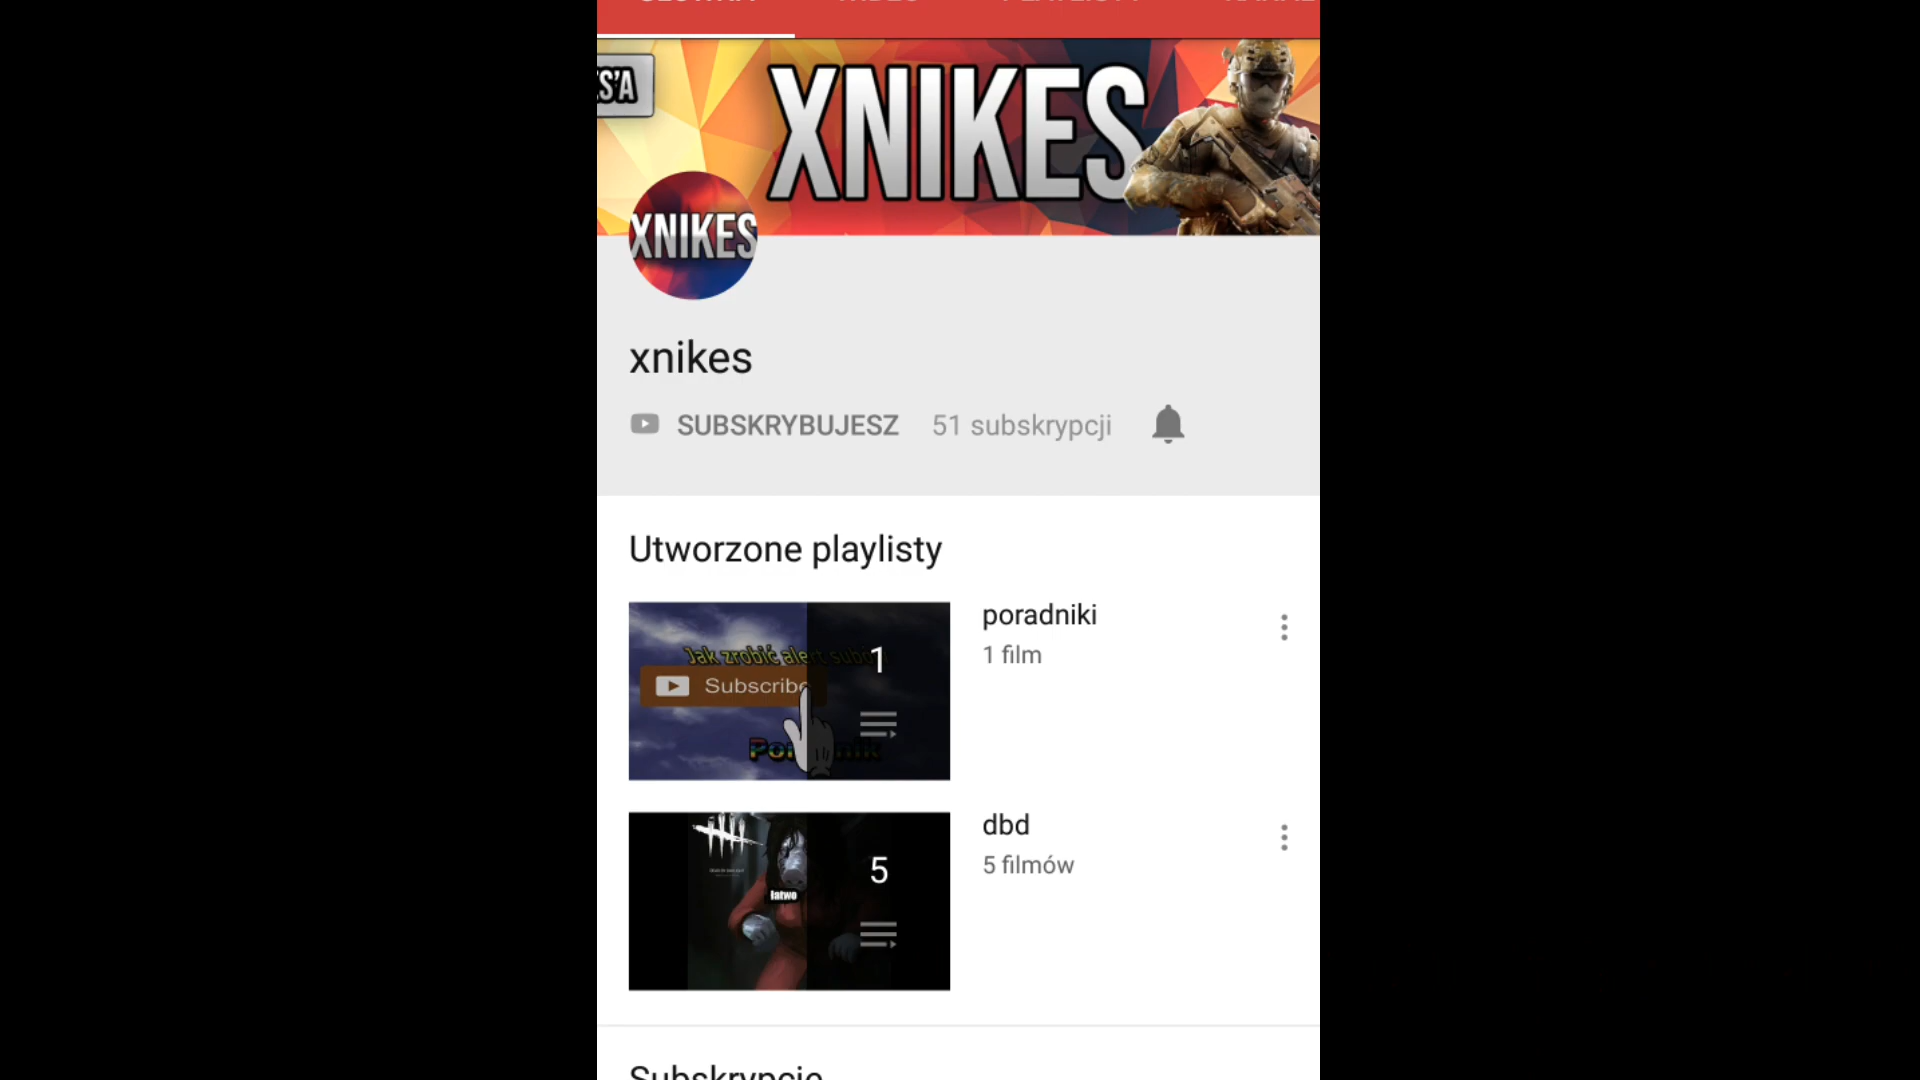 S'A
XNIKES
XNIKES
xnikes
SUBSKRYBUJESZ 51 subskrypcji
Utworzone playlisty
Jak zrobić alert
Subscribe
1
poradniki
1 film
łatwo
5
dbd
5 filmów
Subskrypcje